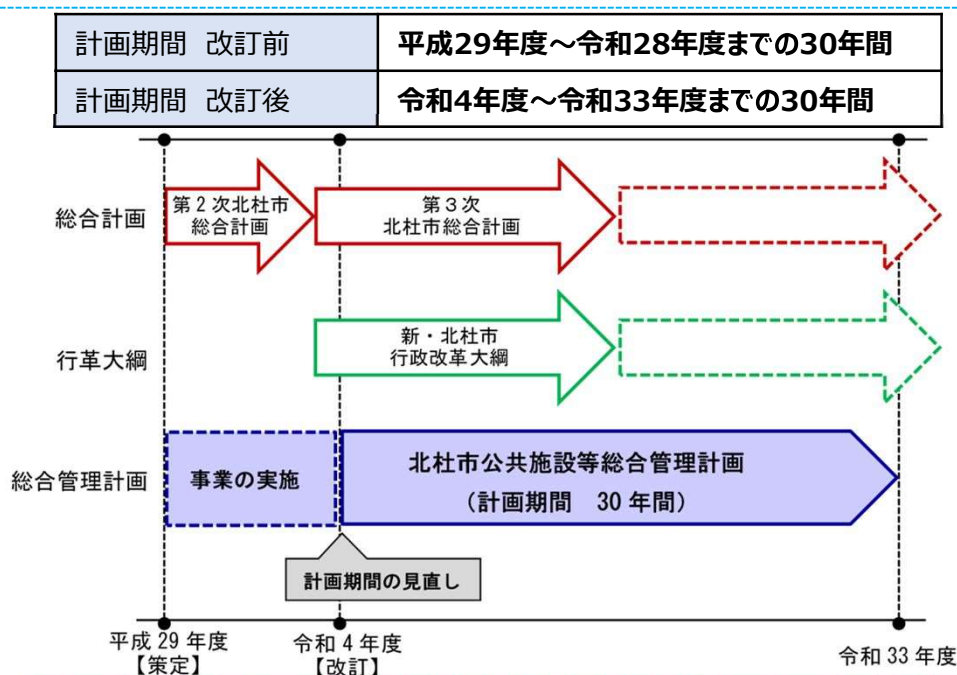 計画期間 改訂前 平成29年度～令和28年度までの30年間
計画期間 改訂後 令和4年度～令和33年度までの30年間
総合計画
第２次北杜市
総合計画
第３次
北杜市総合計画
行革大綱
新・北杜市
行政改革大綱
総合管理計画
事業の実施
北杜市公共施設等総合管理計画
（計画期間　30 年間）
計画期間の見直し
平成 29 年度
【策定】
令和 4 年度
【改訂】
令和 33 年度